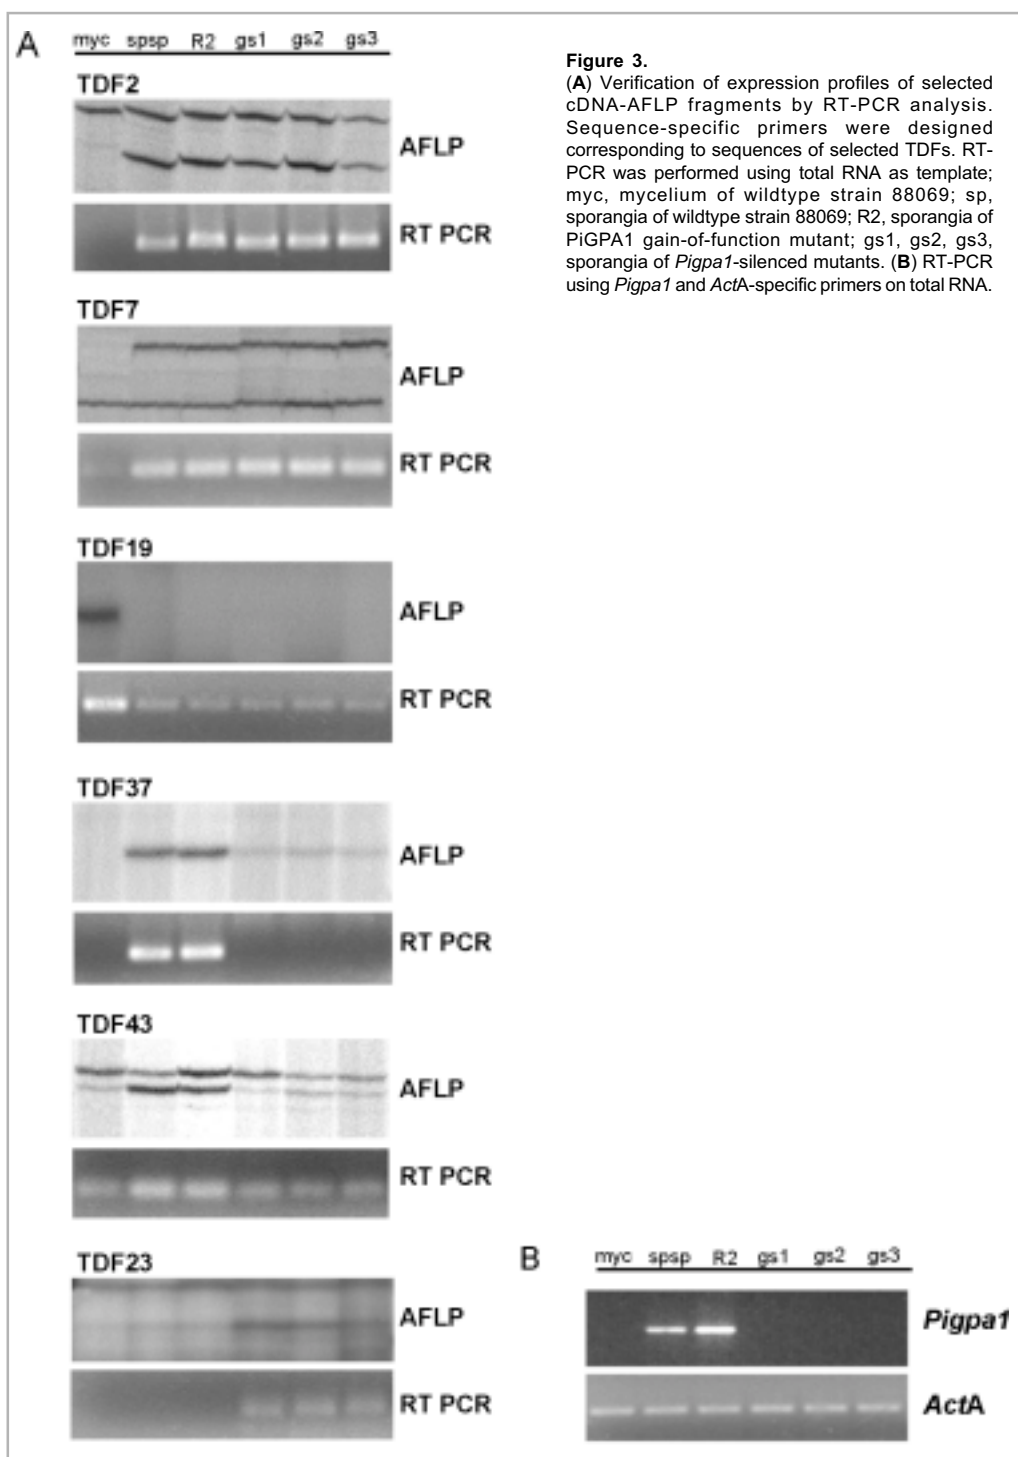 A
myc spsp R2 gs1 gs2 gs3
TDF2
AFLP
RT PCR
TDF7
AFLP
RT PCR
TDF19
AFLP
RT PCR
TDF37
AFLP
RT PCR
TDF43
AFLP
RT PCR
TDF23
AFLP
RT PCR
Figure 3.
(A) Verification of expression profiles of selected
cDNA-AFLP fragments by RT-PCR analysis.
Sequence-specific primers were designed
corresponding to sequences of selected TDFs. RT-
PCR was performed using total RNA as template;
myc, mycelium of wildtype strain 88069; sp,
sporangia of wildtype strain 88069; R2, sporangia of
PiGPA1 gain-of-function mutant; gs1, gs2, gs3,
sporangia of Pigpa1-silenced mutants. (B) RT-PCR
using Pigpa1 and ActA-specific primers on total RNA.
B
myc spsp R2 gs1 gs2 gs3
Pigpa1
ActA